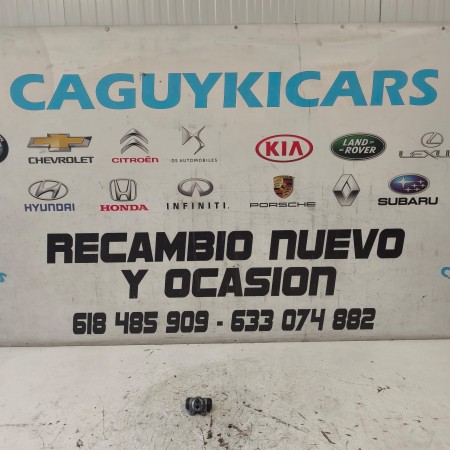 CAGUYKICARS
CHEVROLET CITROËN DS AUTOMOBILES KIA LAND ROVER LEXUS
HYUNDAI HONDA INFINITI PORSCHE RENAULT SUBARU
RECAMBIO NUEVO
Y OCASION
618 485 909 - 633 074 882